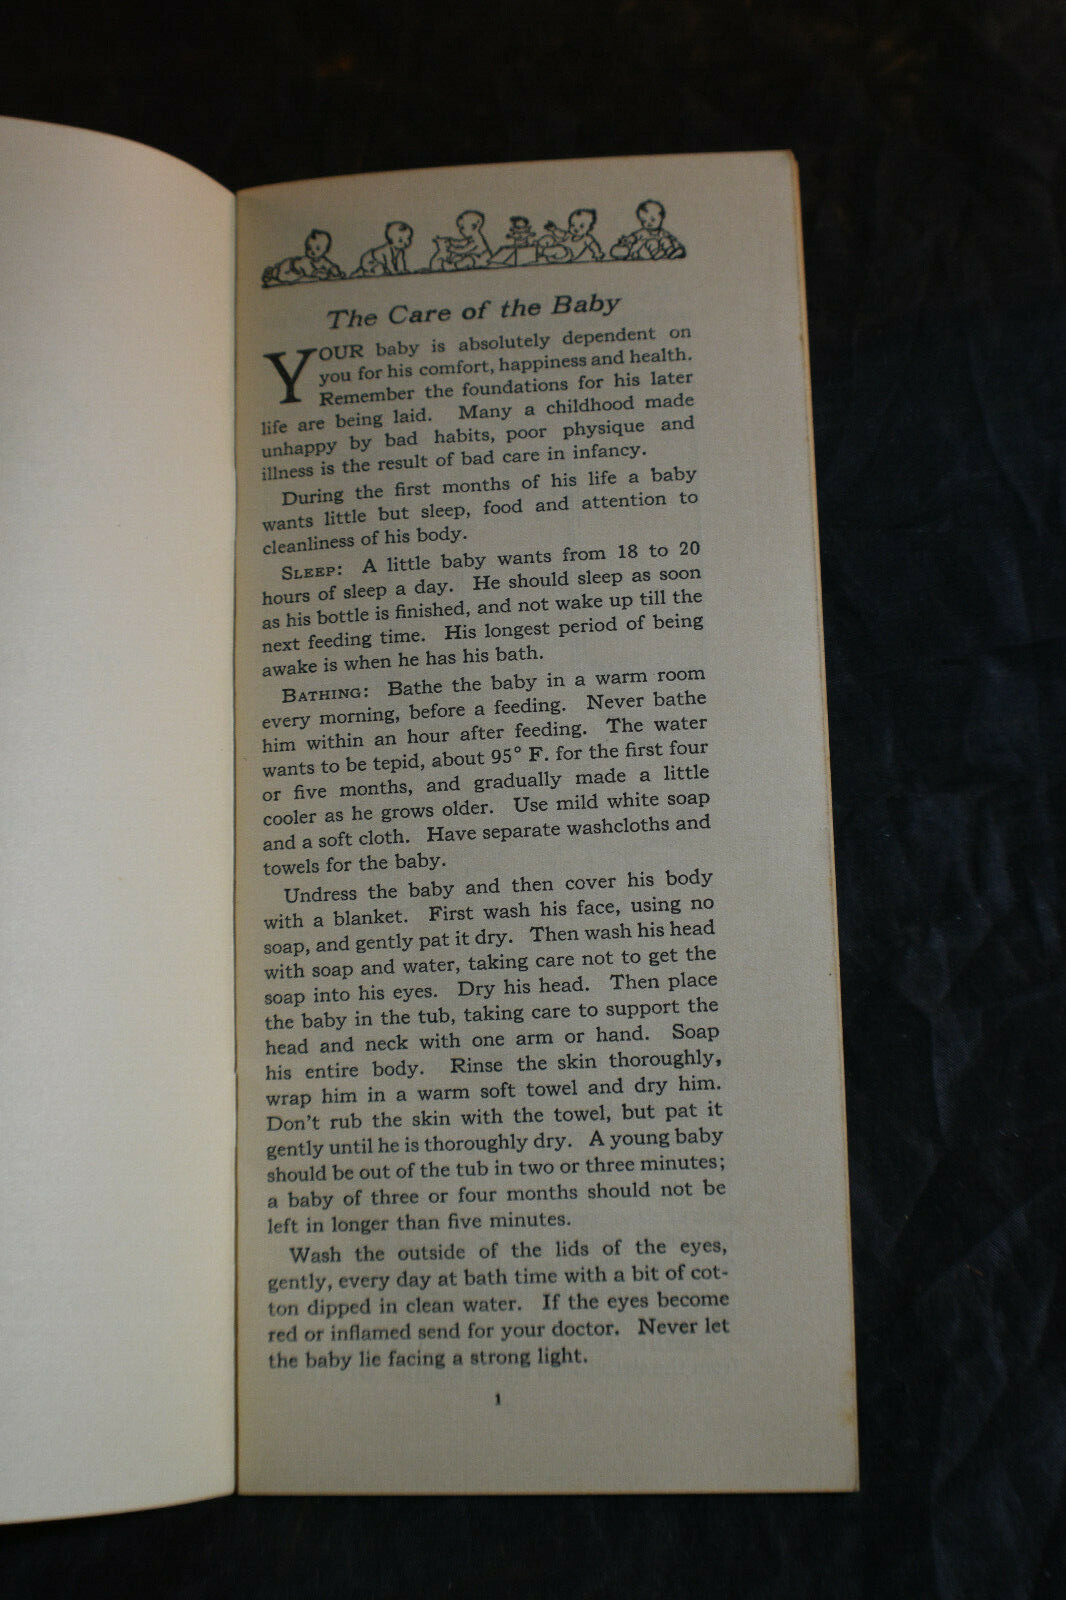 The Care of the Baby
YOUR baby is absolutely dependent on
you for his comfort, happiness and health.
Remember the foundations for his later
life are being laid. Many a childhood made
unhappy by bad habits, poor physique and
illness is the result of bad care in infancy.
During the first months of his life a baby
wants little but sleep, food and attention to
cleanliness of his body.
SLEEP: A little baby wants from 18 to 20
hours of sleep a day. He should sleep as soon
as his bottle is finished, and not wake up till the
next feeding time. His longest period of being
awake is when he has his bath.
BATHING: Bathe the baby in a warm room
every morning, before a feeding. Never bathe
him within an hour after feeding. The water
wants to be tepid, about 95° F. for the first four
or five months, and gradually made a little
cooler as he grows older. Use mild white soap
and a soft cloth. Have separate washcloths and
towels for the baby.
Undress the baby and then cover his body
with a blanket. First wash his face, using no
soap, and gently pat it dry. Then wash his head
with soap and water, taking care not to get the
soap into his eyes. Dry his head. Then place
the baby in the tub, taking care to support the
head and neck with one arm or hand. Soap
his entire body. Rinse the skin thoroughly,
wrap him in a warm soft towel and dry him.
Don't rub the skin with the towel, but pat it
gently until he is thoroughly dry. A young baby
should be out of the tub in two or three minutes;
a baby of three or four months should not be
left in longer than five minutes.
Wash the outside of the lids of the eyes,
gently, every day at bath time with a bit of cot-
ton dipped in clean water. If the eyes become
red or inflamed send for your doctor. Never let
the baby lie facing a strong light.
1